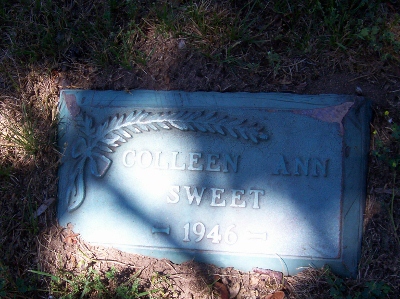 COLLEEN ANN
SWEET
– 1946 –